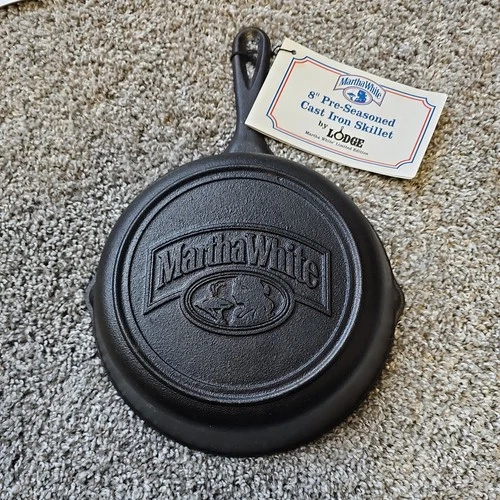 MarthaWhite
8" Pre-Seasoned
Cast Iron Skillet
by LODGE
Martha White Limited Edition
MarthaWhite